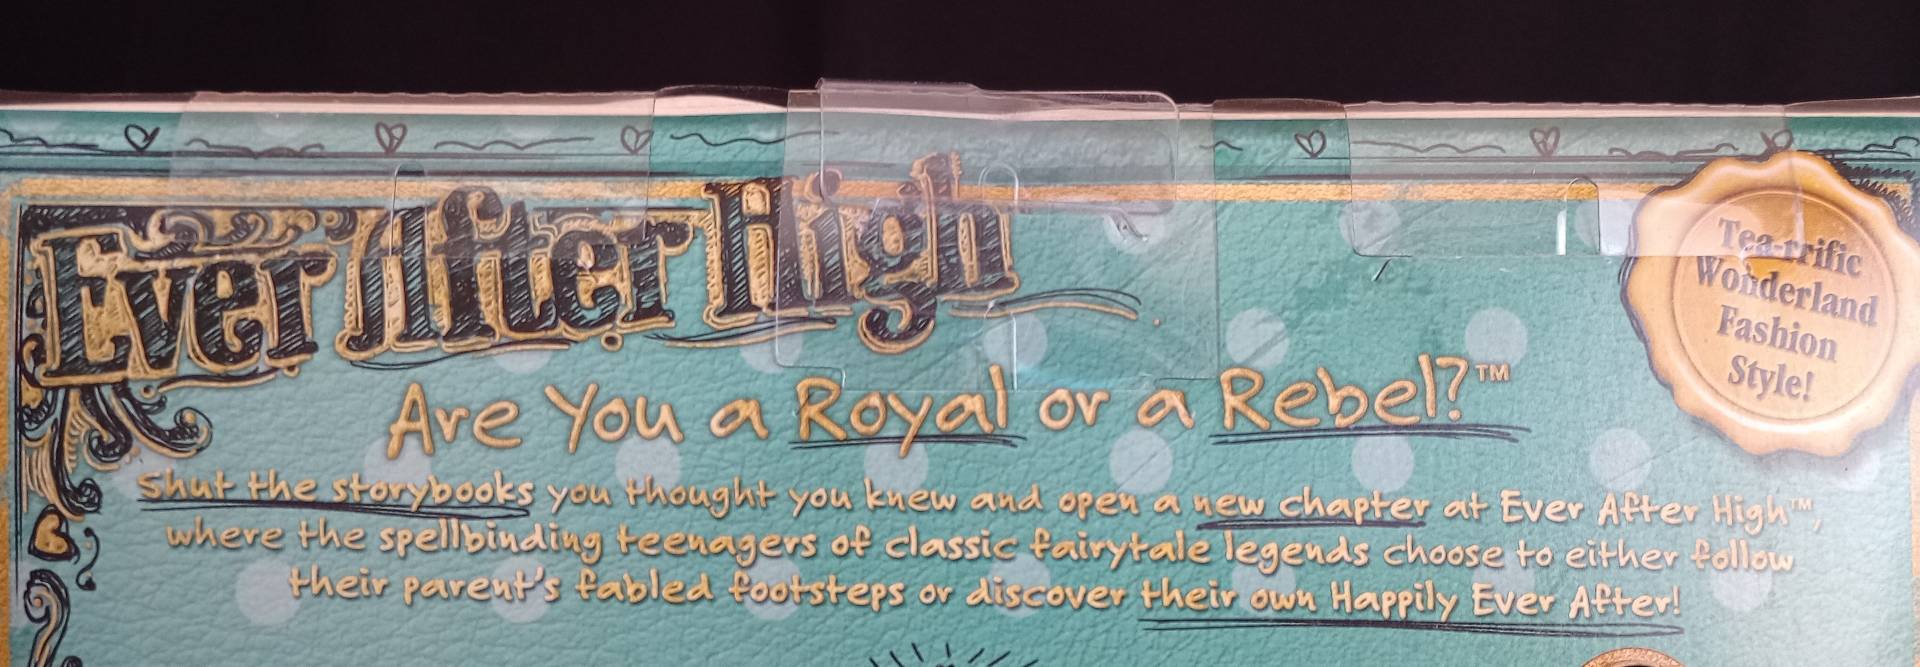 Ever After High
Tea-rrific
Wonderland
Fashion
Style!
Are You a Royal or a Rebel?™
Shut the storybooks you thought you knew and open a new chapter at Ever After High™,
where the spellbinding teenagers of classic fairytale legends choose to either follow
their parent's fabled footsteps or discover their own Happily Ever After!